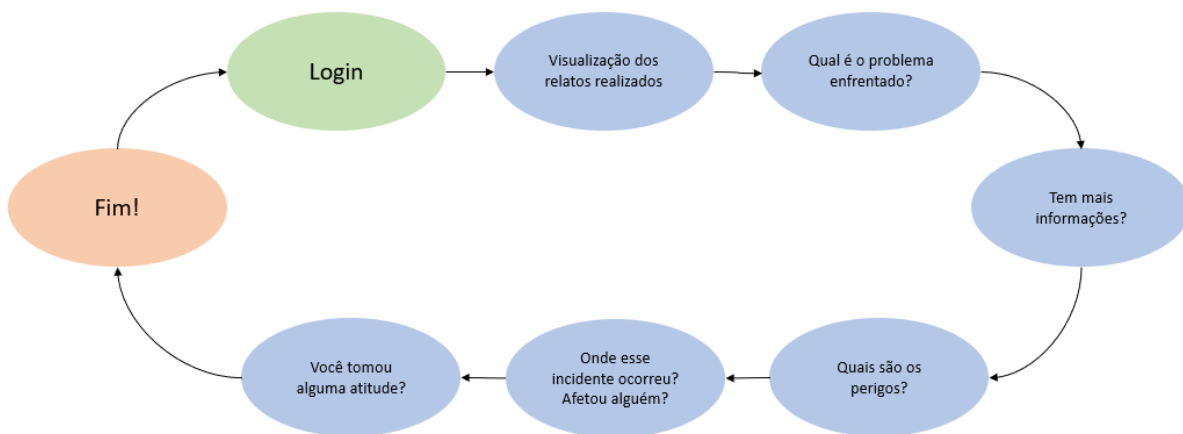 Login
Visualização dos
relatos realizados
Qual é o problema
enfrentado?
Tem mais
informações?
Quais são os
perigos?
Onde esse
incidente ocorreu?
Afetou alguém?
Você tomou
alguma atitude?
Fim!